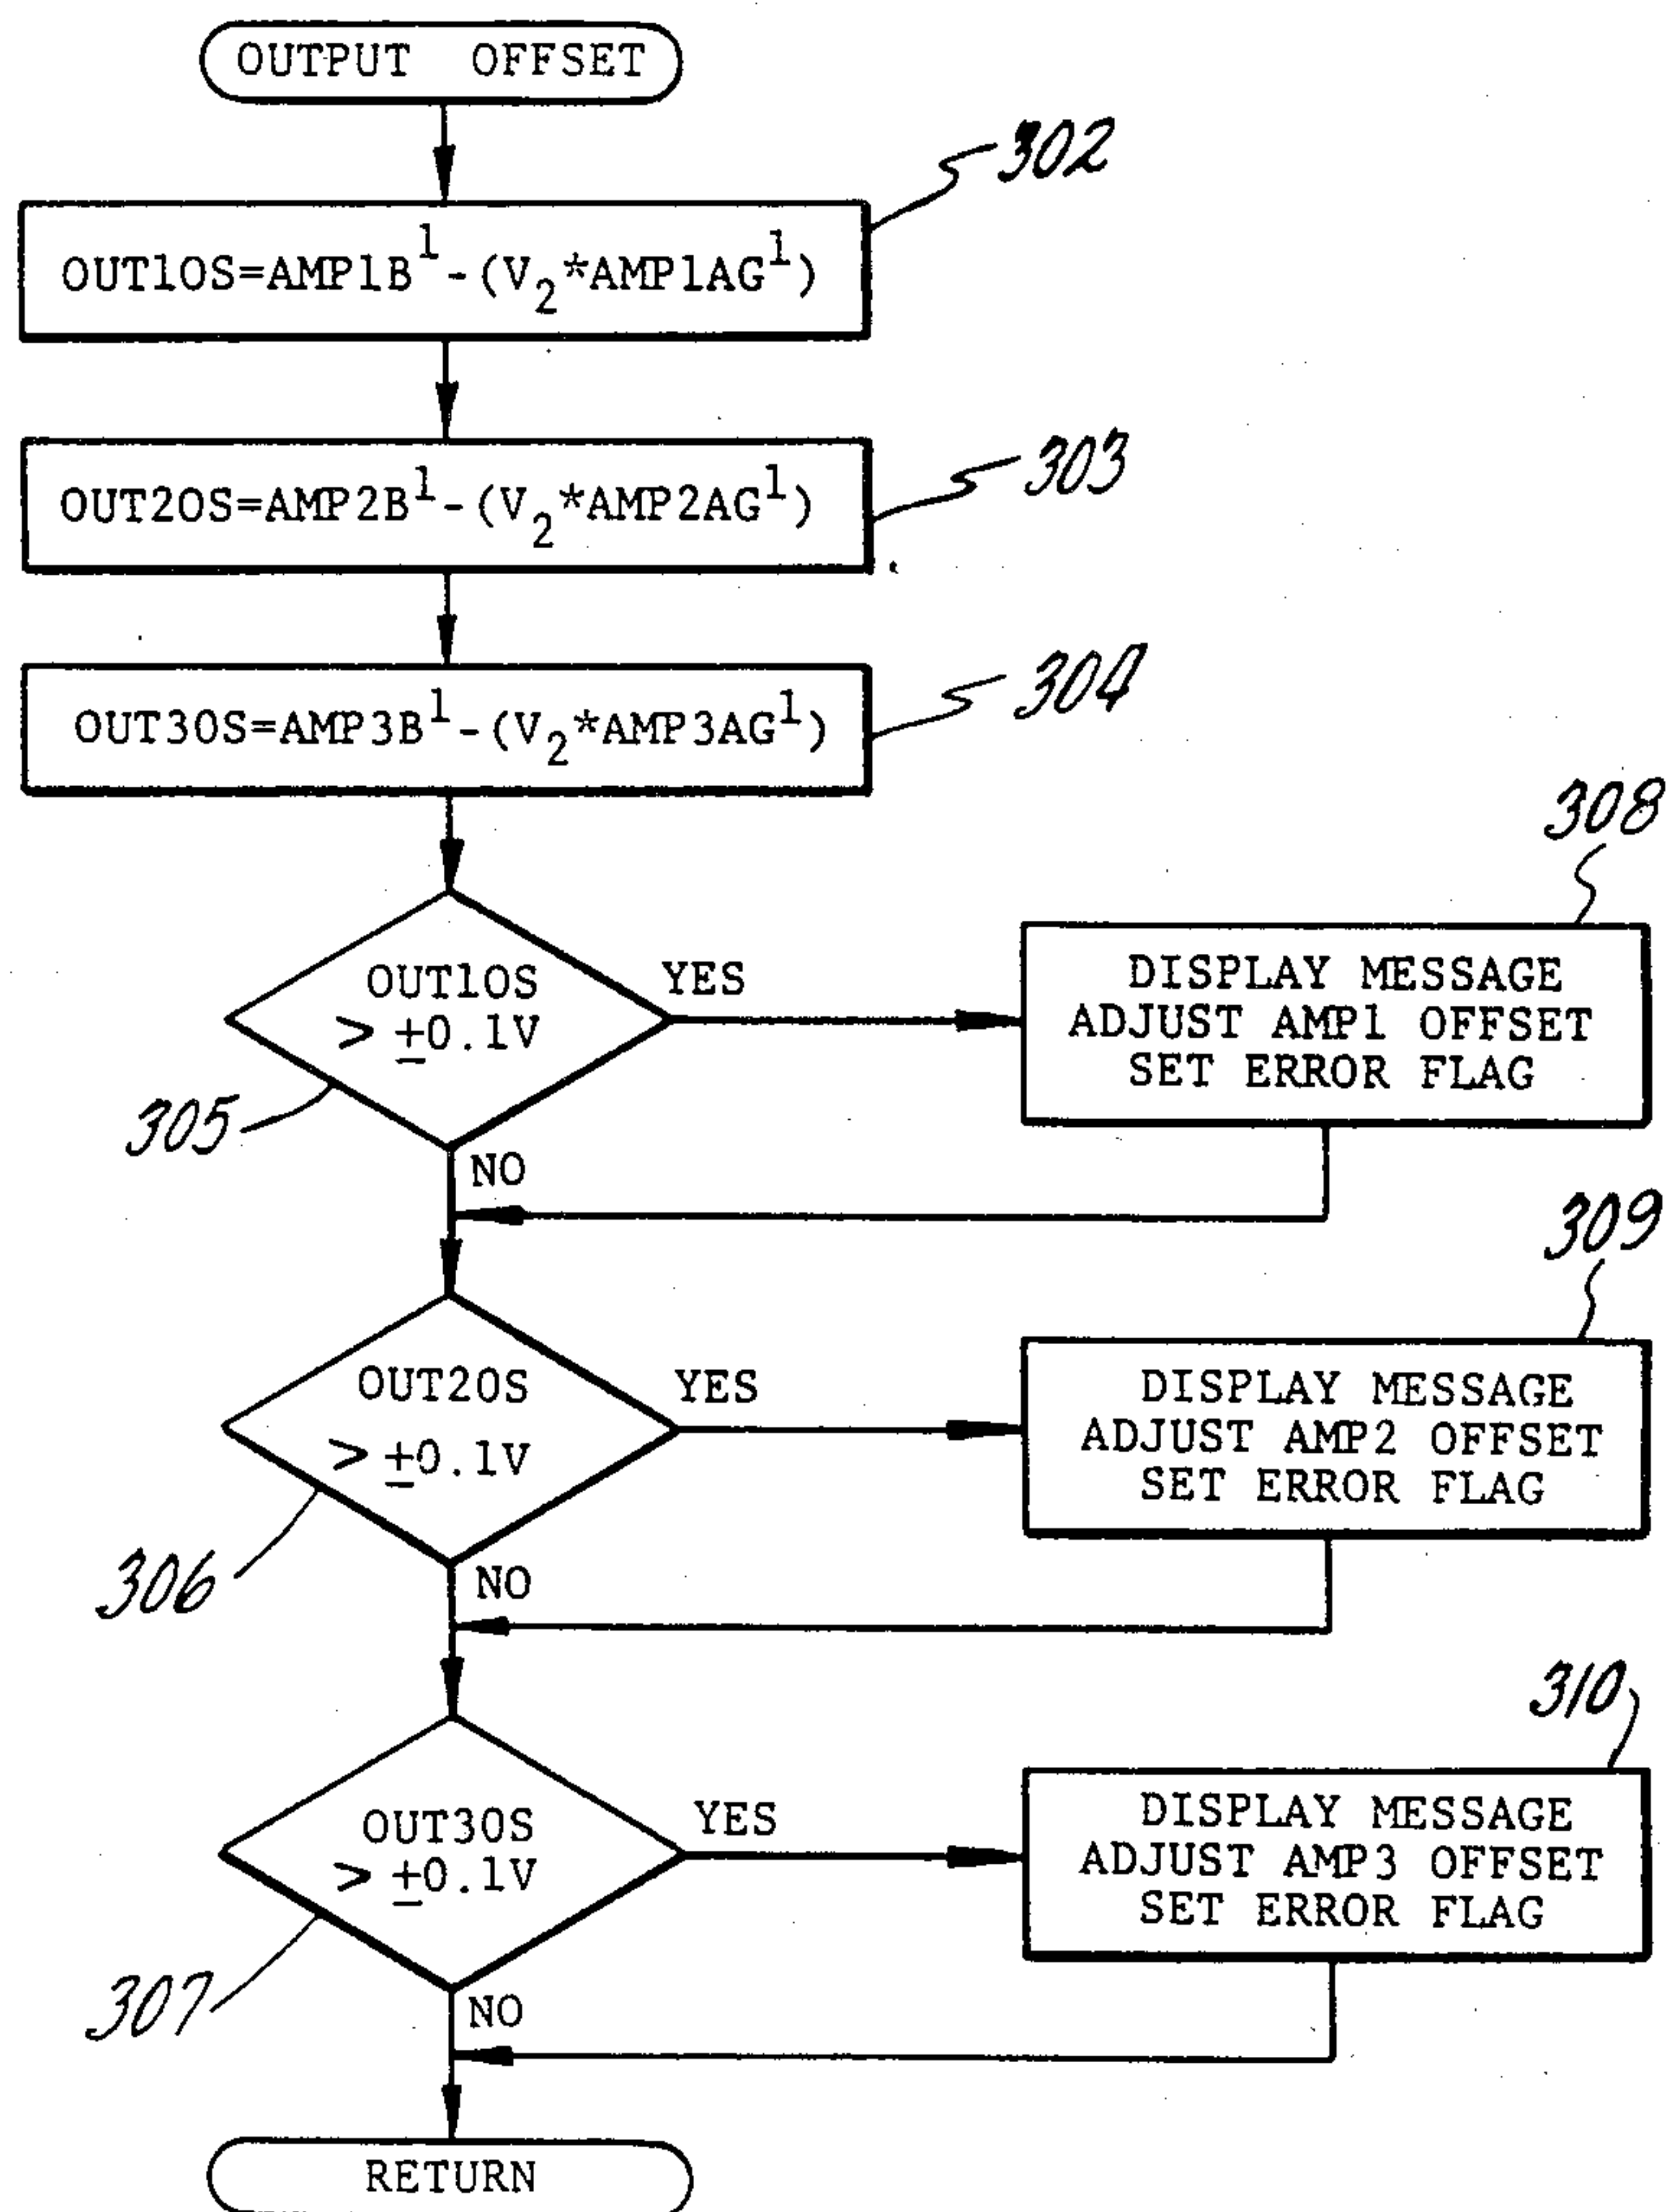 OUTPUT OFFSET
302
OUT1OS=AMP1B¹-(V₂*AMP1AG¹)
303
OUT2OS=AMP2B¹-(V₂*AMP2AG¹)
304
OUT3OS=AMP3B¹-(V₂*AMP3AG¹)
308
OUT1OS
> ±0.1V
YES
DISPLAY MESSAGE
ADJUST AMP1 OFFSET
SET ERROR FLAG
305
NO
309
OUT2OS
> ±0.1V
YES
DISPLAY MESSAGE
ADJUST AMP2 OFFSET
SET ERROR FLAG
306
NO
310
OUT3OS
> ±0.1V
YES
DISPLAY MESSAGE
ADJUST AMP3 OFFSET
SET ERROR FLAG
307
NO
RETURN